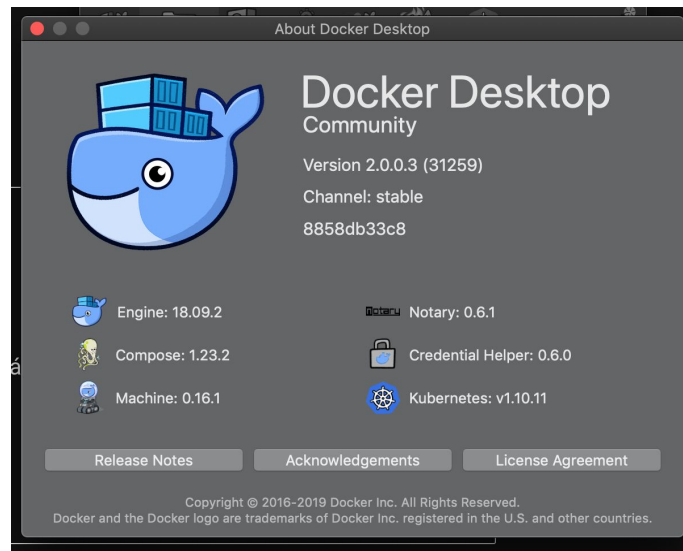 About Docker Desktop
Docker Desktop
Community
Version 2.0.0.3 (31259)
Channel: stable
8858db33c8
Engine: 18.09.2
notary Notary: 0.6.1
Compose: 1.23.2
Credential Helper: 0.6.0
Machine: 0.16.1
Kubernetes: v1.10.11
á
Release Notes
Acknowledgements
License Agreement
Copyright © 2016-2019 Docker Inc. All Rights Reserved.
Docker and the Docker logo are trademarks of Docker Inc. registered in the U.S. and other countries.